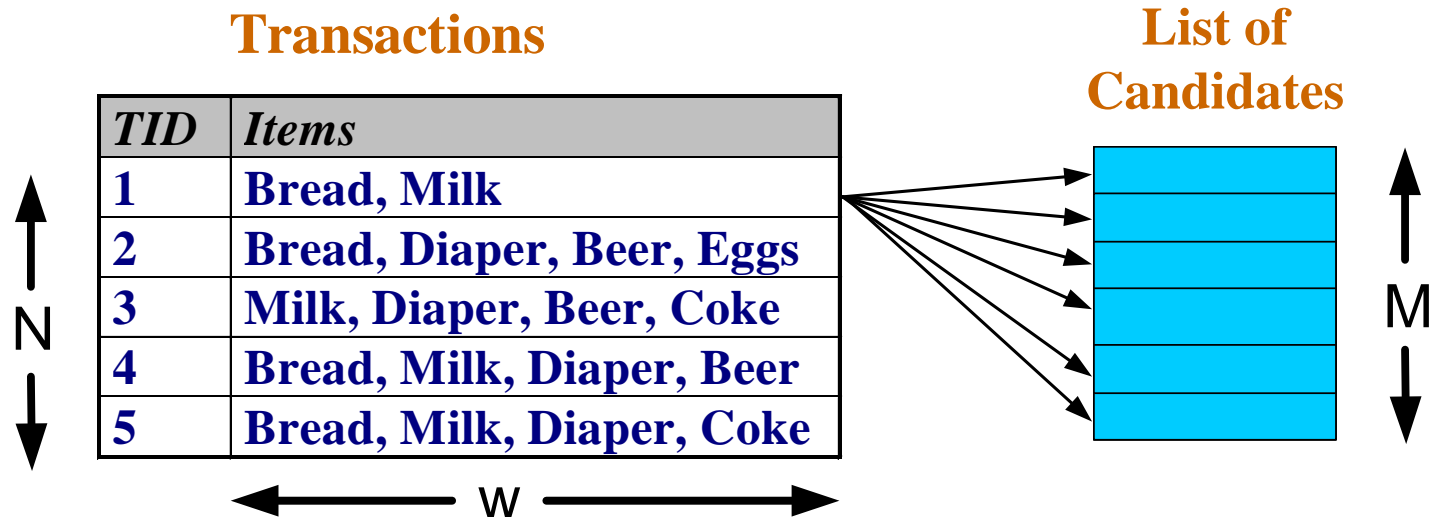 Transactions
List of
Candidates
TID Items
1 Bread, Milk
2 Bread, Diaper, Beer, Eggs
3 Milk, Diaper, Beer, Coke
4 Bread, Milk, Diaper, Beer
5 Bread, Milk, Diaper, Coke
N
M
W